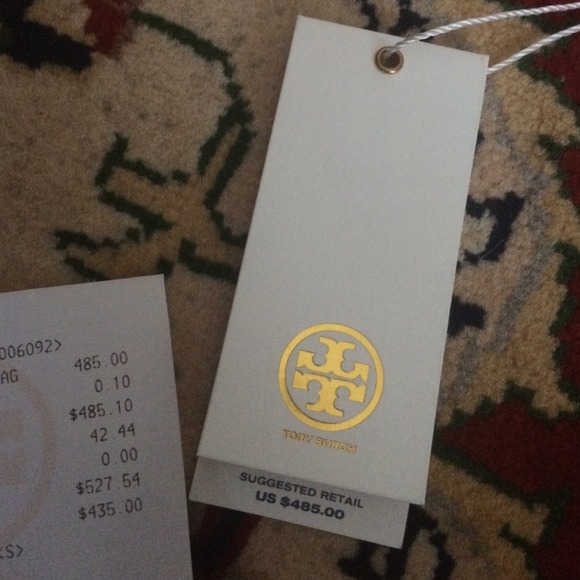 006092>
AG 485.00
0.10
$485.10
42.44
0.00
$527.54
$435.00
KS>
TORY BURCH
SUGGESTED RETAIL
US $485.00